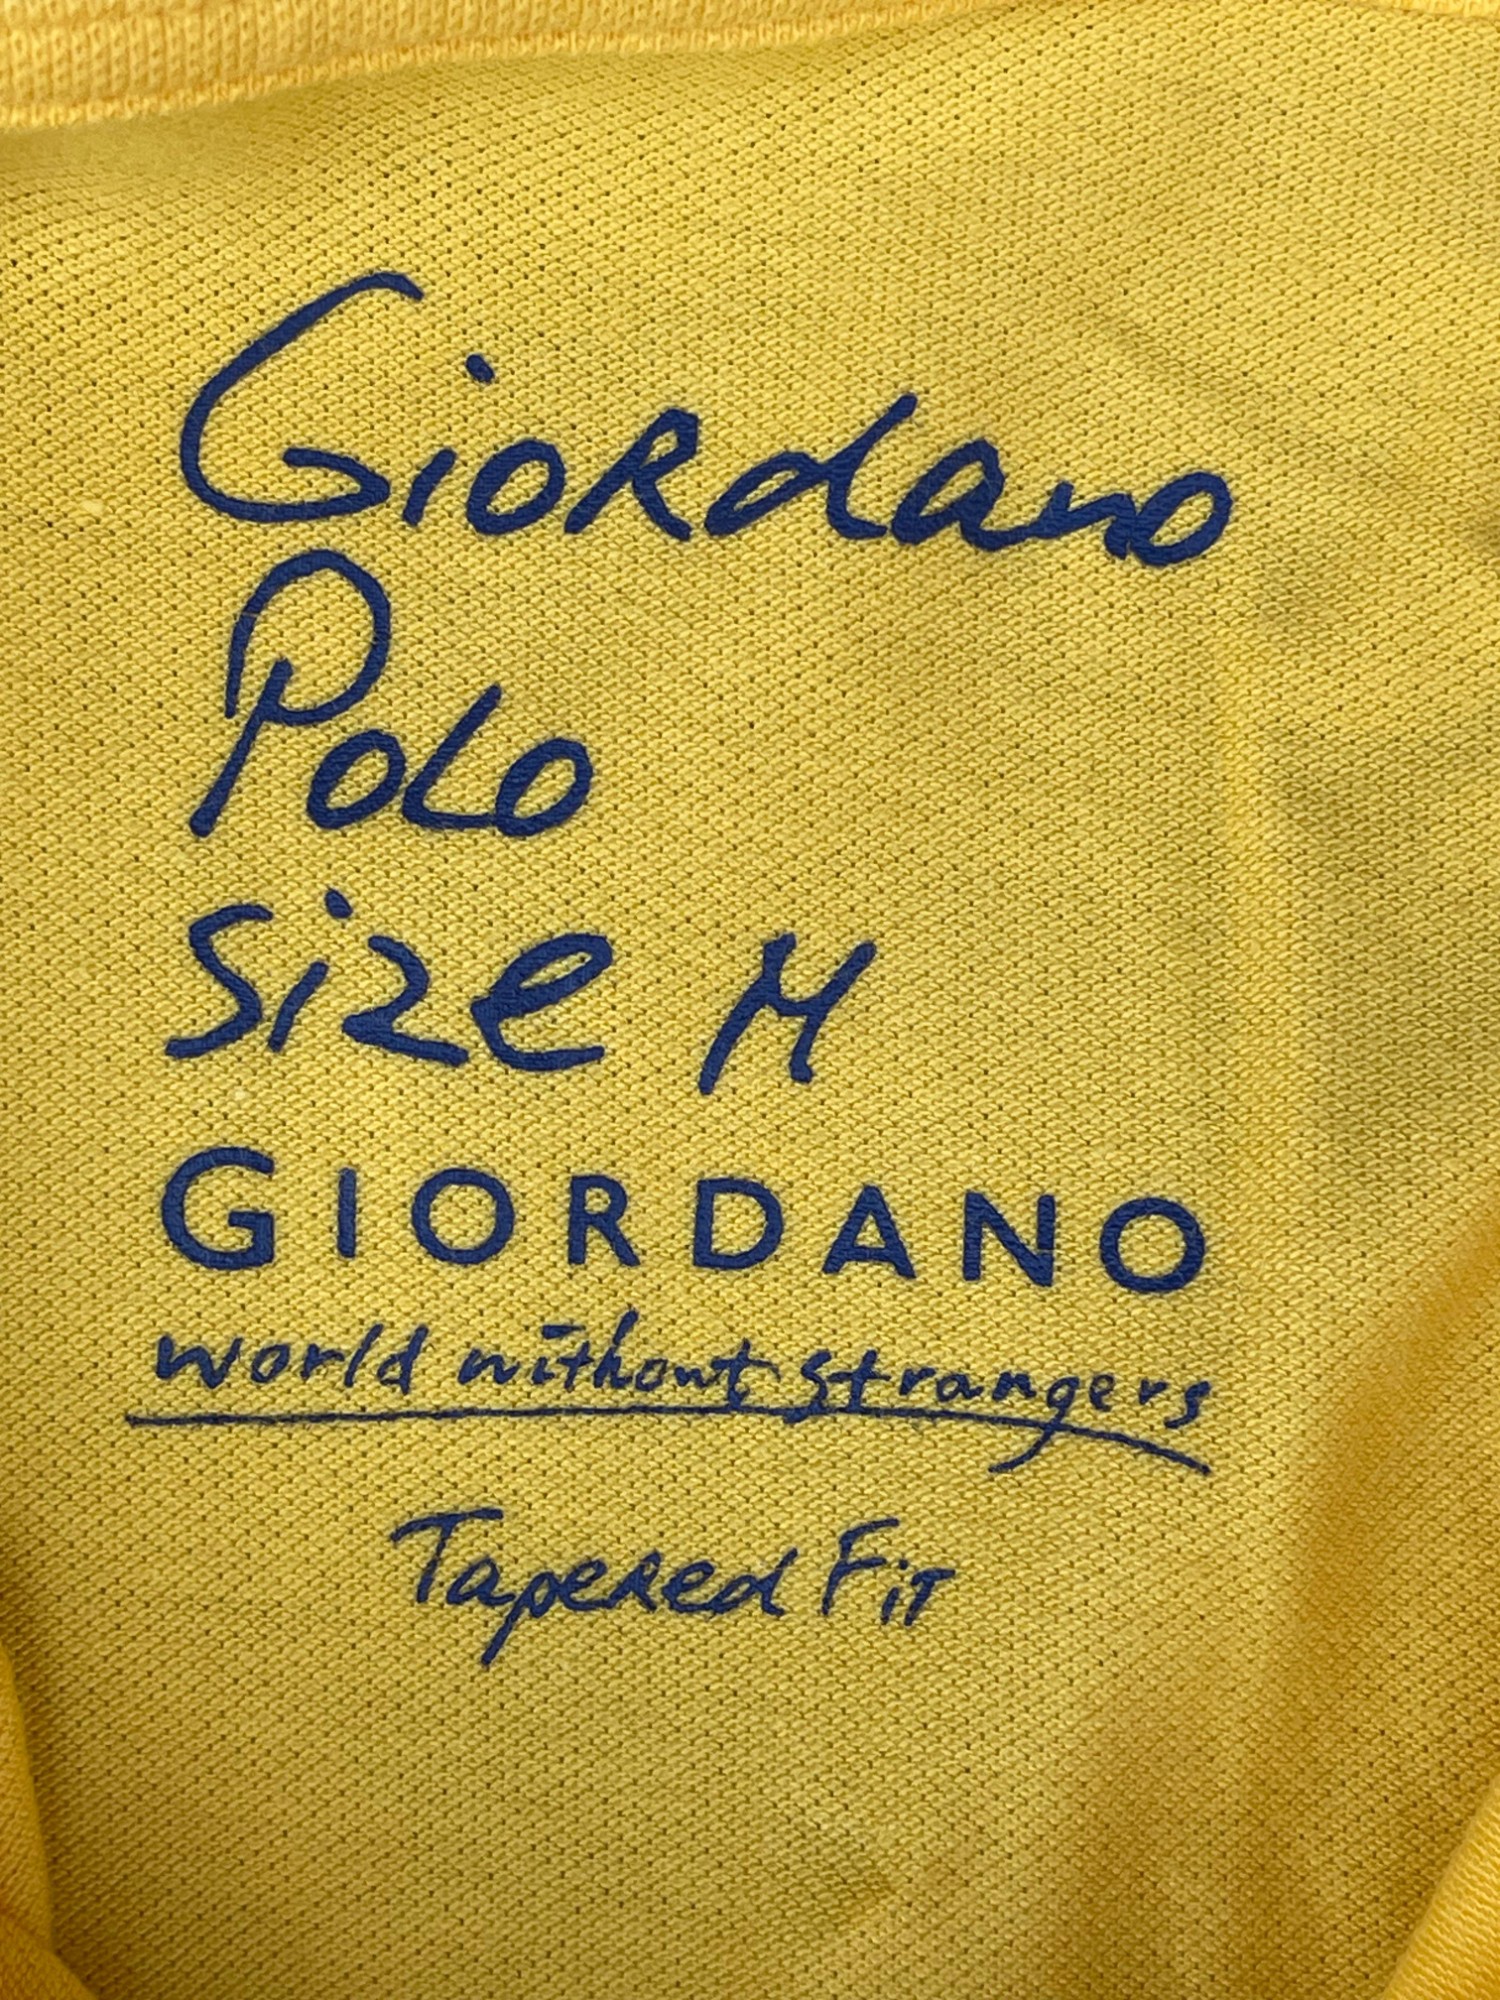 Giordano
Polo
Size M
GIORDANO
World without strangers
Tapered Fit